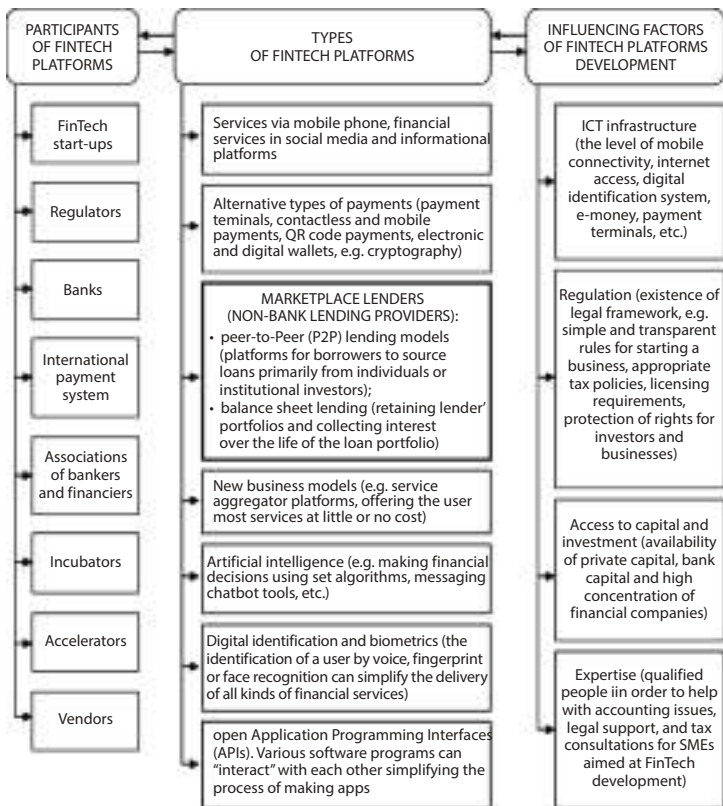 PARTICIPANTS
OF FINTECH
PLATFORMS
FinTech
start-ups
Regulators
Banks
International
payment
system
Associations
of bankers
and financiers
Incubators
Accelerators
Vendors
TYPES
OF FINTECH PLATFORMS
Services via mobile phone, financial
services in social media and informational
platforms
Alternative types of payments (payment
teminals, contactless and mobile
payments, QR code payments, electronic
and digital wallets, e.g. cryptography)
MARKETPLACE LENDERS
(NON-BANK LENDING PROVIDERS):
• peer-to-Peer (P2P) lending models
(platforms for borrowers to source
loans primarily from individuals or
institutional investors);
• balance sheet lending (retaining lender’
portfolios and collecting interest
over the life of the loan portfolio)
New business models (e.g. service
aggregator platforms, offering the user
most services at little or no cost)
Artificial intelligence (e.g. making financial
decisions using set algorithms, messaging
chatbot tools, etc.)
Digital identification and biometrics (the
identification of a user by voice, fingerprint
or face recognition can simplify the delivery
of all kinds of financial services)
open Application Programming Interfaces
(APIs). Various software programs can
“interact” with each other simplifying the
process of making apps
INFLUENCING FACTORS
OF FINTECH PLATFORMS
DEVELOPMENT
ICT infrastructure
(the level of mobile
connectivity, internet
access, digital
identification system,
e-money, payment
terminals, etc.)
Regulation (existence of
legal framework, e.g.
simple and transparent
rules for starting a
business, appropriate
tax policies, licensing
requirements,
protection of rights for
investors and
businesses)
Access to capital and
investment (availability
of private capital, bank
capital and high
concentration of
financial companies)
Expertise (qualified
people iin order to help
with accounting issues,
legal support, and tax
consultations for SMEs
aimed at FinTech
development)